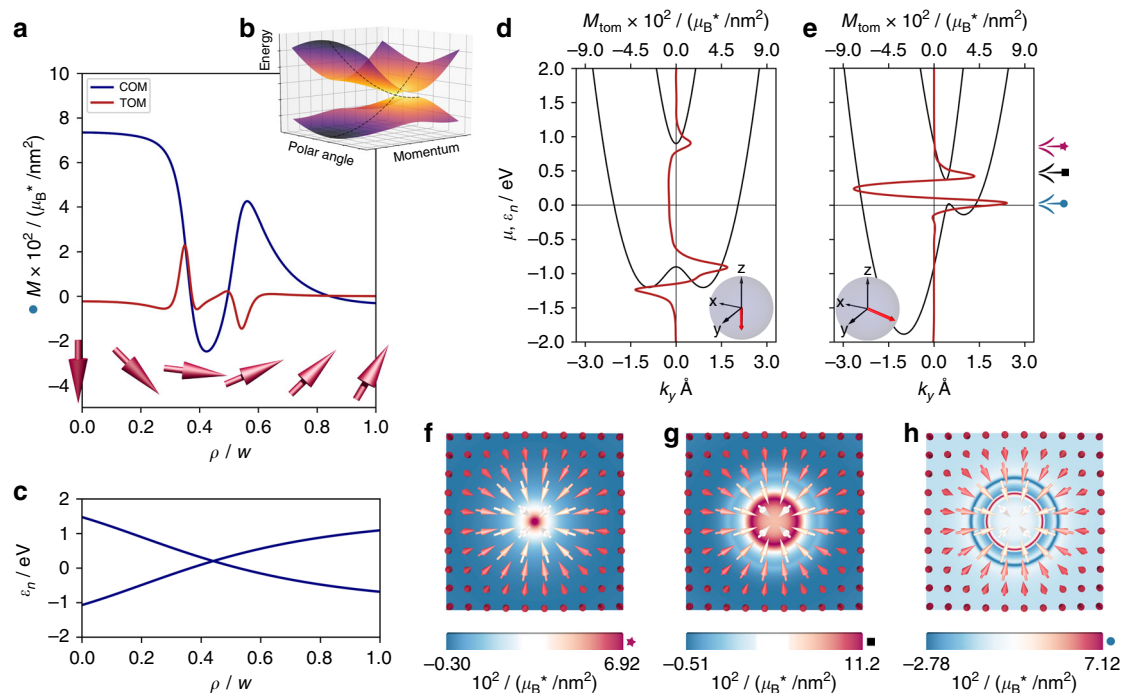 a
10
8
6
4
2
0
−2
−4
M × 10² / (μB* /nm²)
COM
TOM
0.0 0.2 0.4 0.6 0.8 1.0
ρ / w
b
Energy
Polar angle
Momentum
c
2
1
0
−1
−2
εn / eV
0.0 0.2 0.4 0.6 0.8 1.0
ρ / w
d
Mtom × 10² / (μB* /nm²)
−9.0 −4.5 0.0 4.5 9.0
2.0
1.5
1.0
0.5
0.0
−0.5
−1.0
−1.5
−2.0
μ, εn / eV
z
x
y
−3.0 −1.5 0.0 1.5 3.0
ky Å
e
Mtom × 10² / (μB* /nm²)
−9.0 −4.5 0.0 4.5 9.0
z
x
y
−3.0 −1.5 0.0 1.5 3.0
ky Å
f
−0.30 6.92
10² / (μB* /nm²)
g
−0.51 11.2
10² / (μB* /nm²)
h
−2.78 7.12
10² / (μB* /nm²)